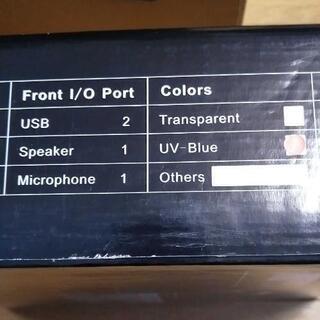 Front I/O Port Colors
USB 2 Transparent
Speaker 1 UV-Blue
Microphone 1 Others